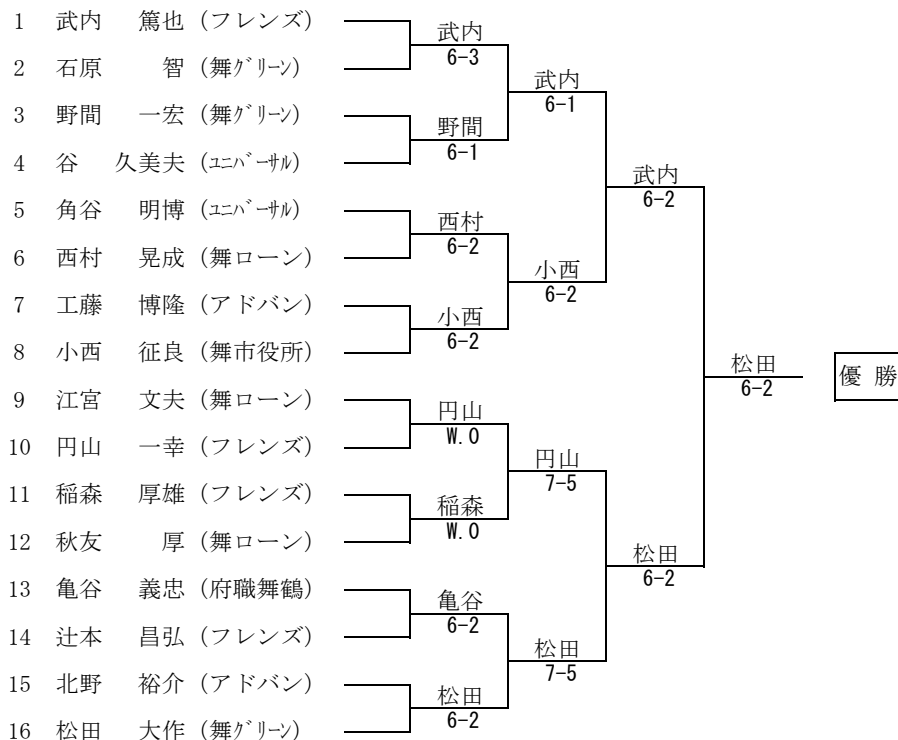 1 武内 篤也 (フレンズ)
武内
6-3
2 石原 智 (舞グリーン)
武内
6-1
3 野間 一宏 (舞グリーン)
野間
6-1
4 谷 久美夫 (ユニバーサル)
武内
6-2
5 角谷 明博 (ユニバーサル)
西村
6-2
6 西村 晃成 (舞ローン)
小西
6-2
7 工藤 博隆 (アドバン)
小西
6-2
8 小西 征良 (舞市役所)
松田
6-2
優 勝
9 江宮 文夫 (舞ローン)
円山
W.O
10 円山 一幸 (フレンズ)
円山
7-5
11 稲森 厚雄 (フレンズ)
稲森
W.O
12 秋友 厚 (舞ローン)
松田
6-2
13 亀谷 義忠 (府職舞鶴)
亀谷
6-2
14 辻本 昌弘 (フレンズ)
松田
7-5
15 北野 裕介 (アドバン)
松田
6-2
16 松田 大作 (舞グリーン)